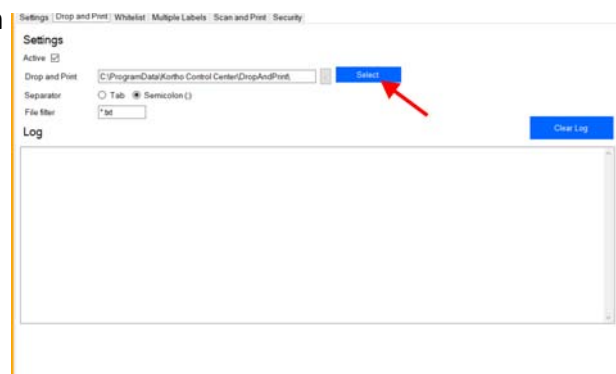 Settings Drop and Print Whitelist Multiple Labels Scan and Print Security
Settings
Active
Drop and Print C:\ProgramData\Kortho Control Center\DropAndPrint\ Select
Separator Tab Semicolon (;)
File filter *.txt
Log Clear Log